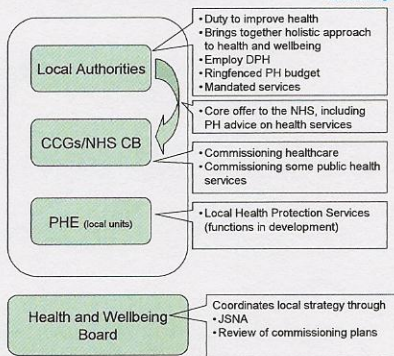 Local Authorities
• Duty to improve health
• Brings together holistic approach
to health and wellbeing
• Employ DPH
• Ringfenced PH budget
• Mandated services
• Core offer to the NHS, including
PH advice on health services
CCGs/NHS CB
• Commissioning healthcare
• Commissioning some public health
services
PHE (local units)
• Local Health Protection Services
(functions in development)
Health and Wellbeing
Board
Coordinates local strategy through
• JSNA
• Review of commissioning plans